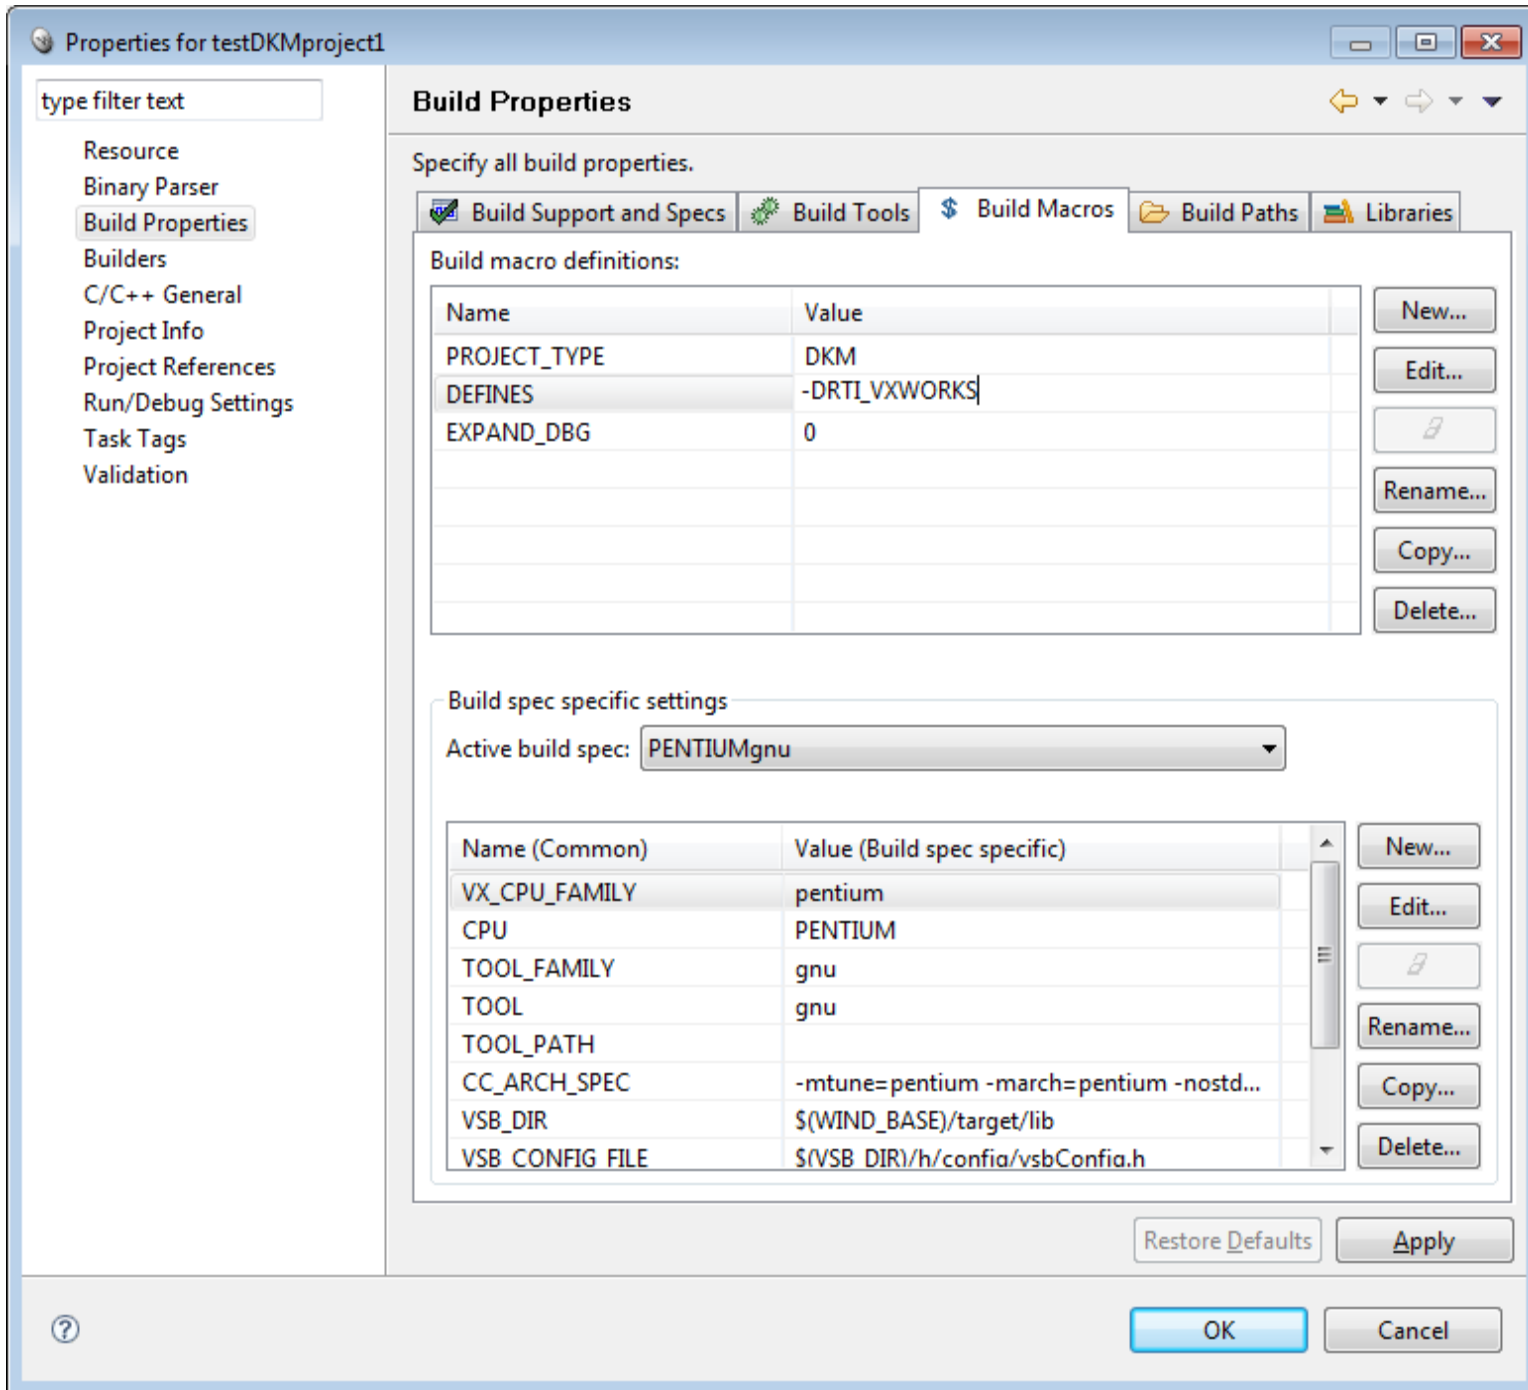 Properties for testDKMproject1
type filter text
Resource
Binary Parser
Build Properties
Builders
C/C++ General
Project Info
Project References
Run/Debug Settings
Task Tags
Validation
Build Properties
Specify all build properties.
Build Support and Specs Build Tools $ Build Macros Build Paths Libraries
Build macro definitions:
Name Value
PROJECT_TYPE DKM
DEFINES -DRTI_VXWORKS
EXPAND_DBG 0
New...
Edit...
Rename...
Copy...
Delete...
Build spec specific settings
Active build spec: PENTIUMgnu
Name (Common) Value (Build spec specific)
VX_CPU_FAMILY pentium
CPU PENTIUM
TOOL_FAMILY gnu
TOOL gnu
TOOL_PATH
CC_ARCH_SPEC -mtune=pentium -march=pentium -nostd...
VSB_DIR $(WIND_BASE)/target/lib
VSB_CONFIG_FILE $(VSB_DIR)/h/config/vsbConfig.h
New...
Edit...
Rename...
Copy...
Delete...
Restore Defaults Apply
? OK Cancel